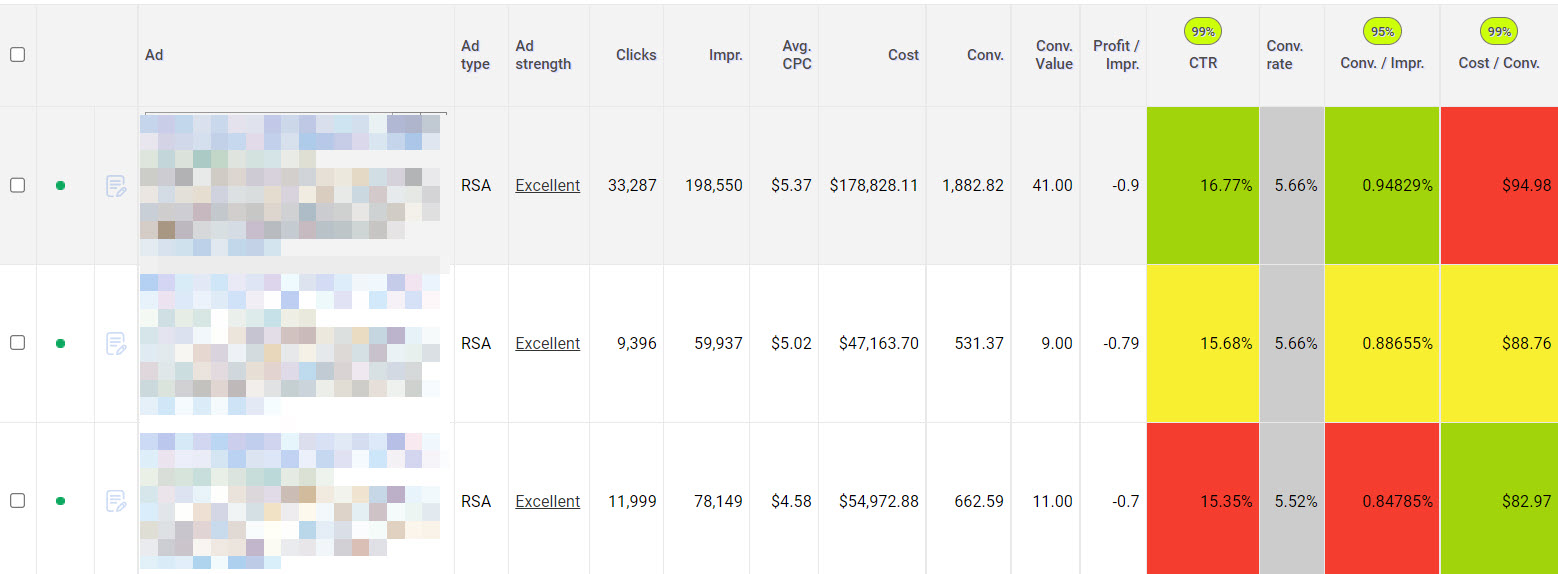 99% 95% 99%
Ad Ad type Ad strength Clicks Impr. Avg. CPC Cost Conv. Conv. Value Profit / Impr. CTR Conv. rate Conv. / Impr. Cost / Conv.
RSA Excellent 33,287 198,550 $5.37 $178,828.11 1,882.82 41.00 -0.9 16.77% 5.66% 0.94829% $94.98
RSA Excellent 9,396 59,937 $5.02 $47,163.70 531.37 9.00 -0.79 15.68% 5.66% 0.88655% $88.76
RSA Excellent 11,999 78,149 $4.58 $54,972.88 662.59 11.00 -0.7 15.35% 5.52% 0.84785% $82.97